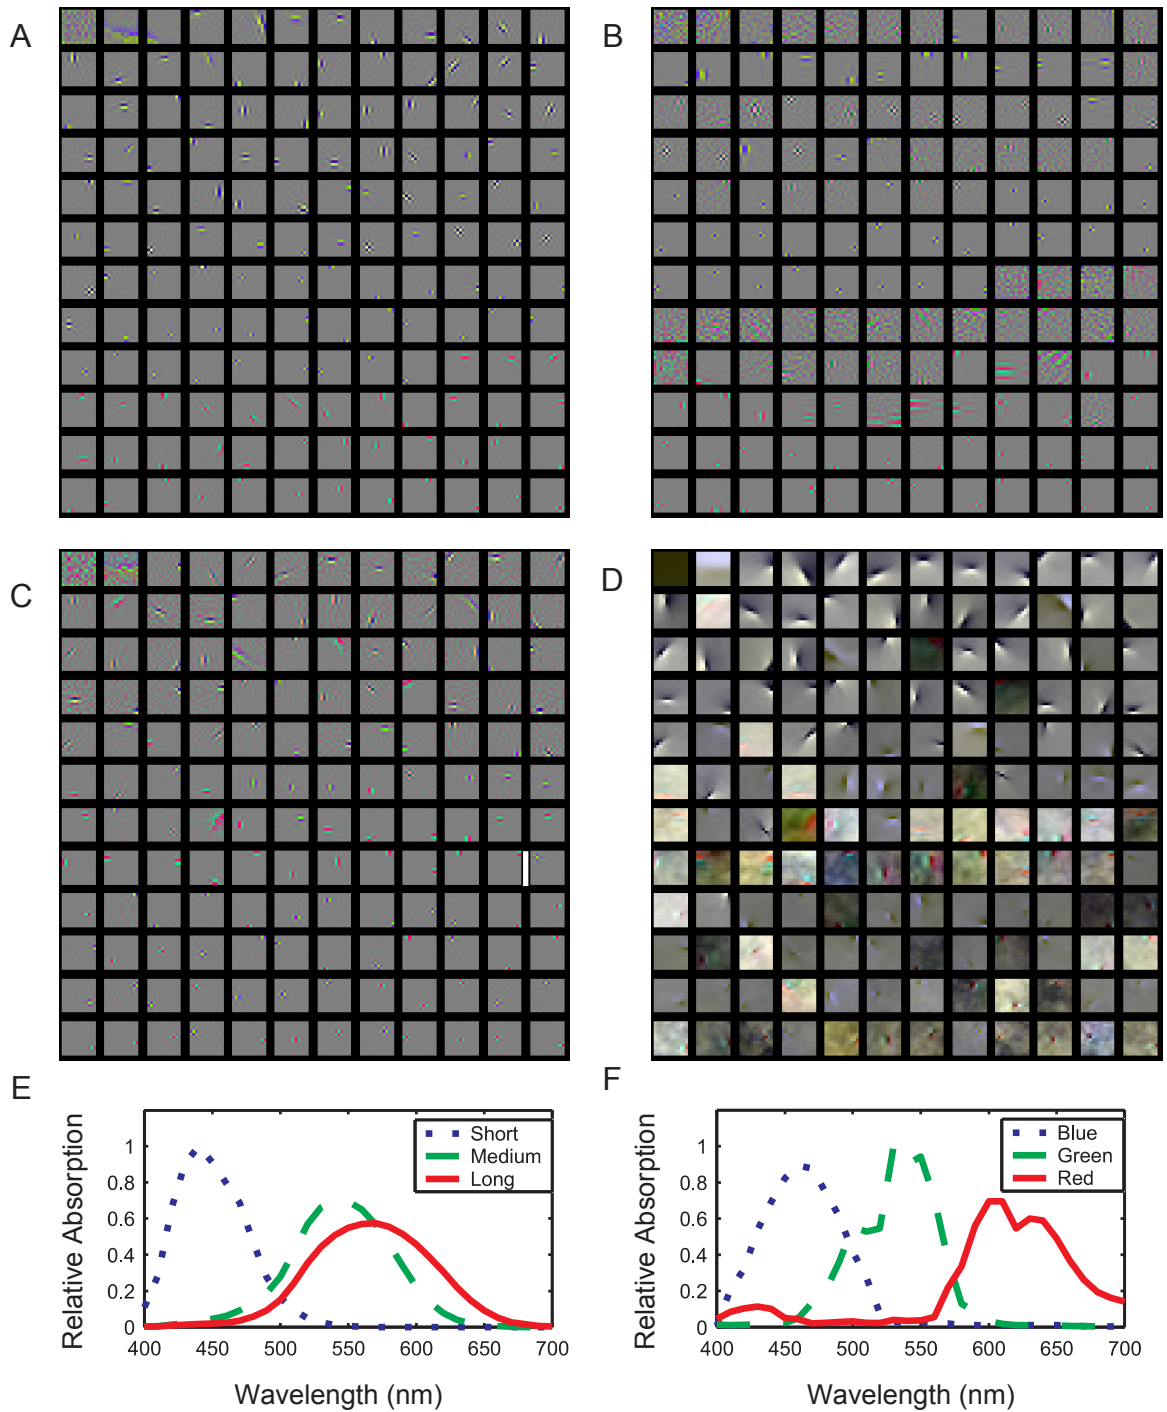 A
B
C
D
E
F
Relative Absorption
1
0.8
0.6
0.4
0.2
0
400
450
500
550
600
650
700
Wavelength (nm)
Short
Medium
Long
Relative Absorption
1
0.8
0.6
0.4
0.2
0
400
450
500
550
600
650
700
Wavelength (nm)
Blue
Green
Red